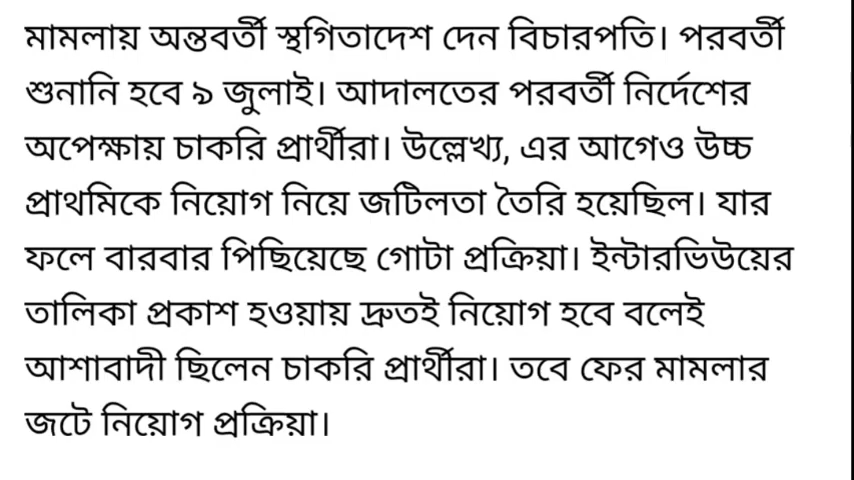 মামলায় অন্তবর্তী স্থগিতাদেশ দেন বিচারপতি। পরবর্তী
শুনানি হবে ৯ জুলাই। আদালতের পরবর্তী নির্দেশের
অপেক্ষায় চাকরি প্রার্থীরা। উল্লেখ্য, এর আগেও উচ্চ
প্রাথমিকে নিয়োগ নিয়ে জটিলতা তৈরি হয়েছিল। যার
ফলে বারবার পিছিয়েছে গোটা প্রক্রিয়া। ইন্টারভিউয়ের
তালিকা প্রকাশ হওয়ায় দ্রুতই নিয়োগ হবে বলেই
আশাবাদী ছিলেন চাকরি প্রার্থীরা। তবে ফের মামলার
জটে নিয়োগ প্রক্রিয়া।